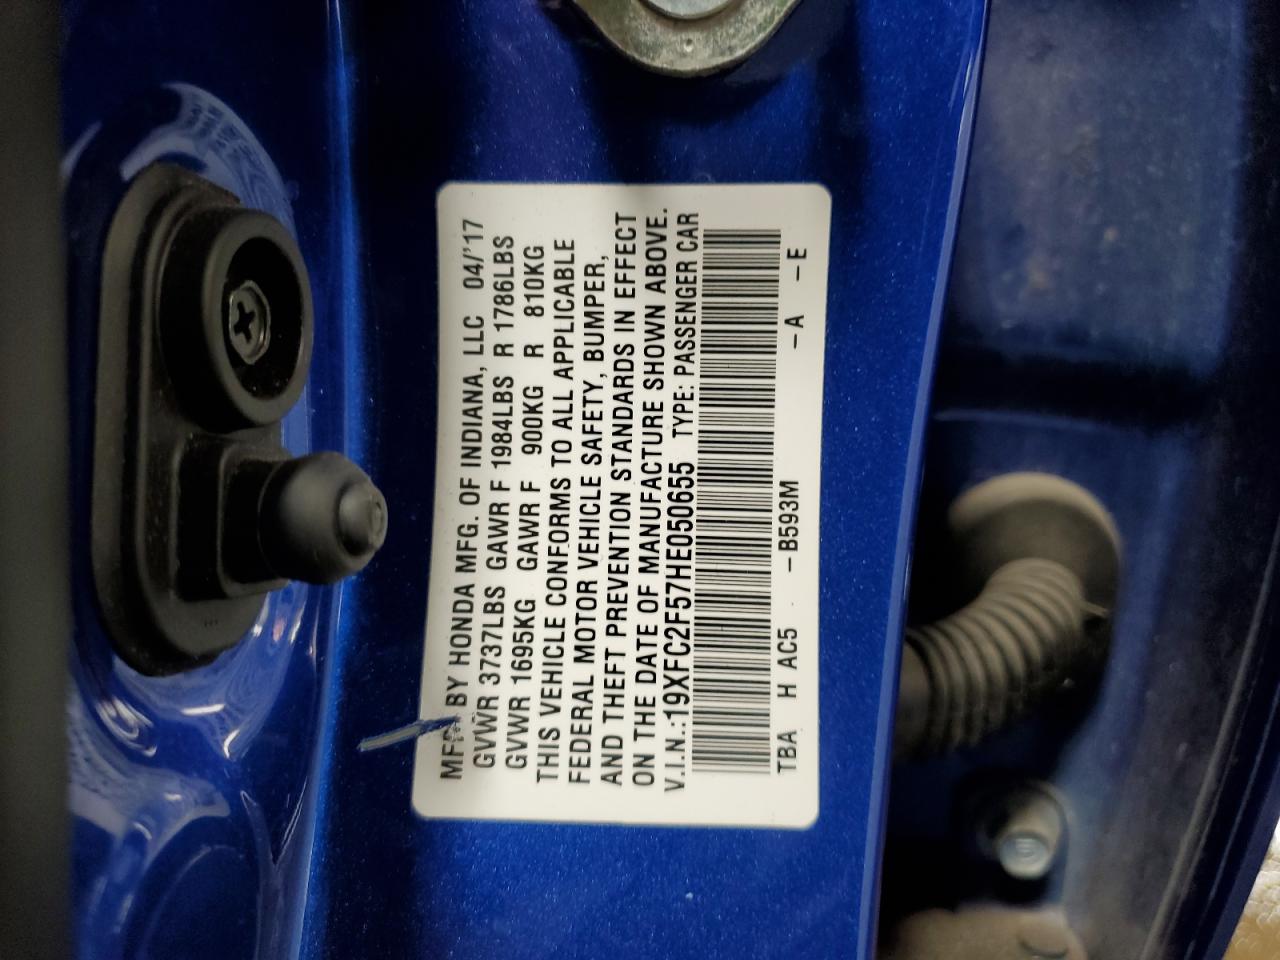 MFD. BY HONDA MFG. OF INDIANA, LLC 04/'17
GVWR 3737LBS GAWR F 1984LBS R 1786LBS
GVWR 1695KG GAWR F 900KG R 810KG
THIS VEHICLE CONFORMS TO ALL APPLICABLE
FEDERAL MOTOR VEHICLE SAFETY, BUMPER,
AND THEFT PREVENTION STANDARDS IN EFFECT
ON THE DATE OF MANUFACTURE SHOWN ABOVE.
V.I.N.:19XFC2F57HE050655 TYPE: PASSENGER CAR
TBA H AC5 -B593M -A -E